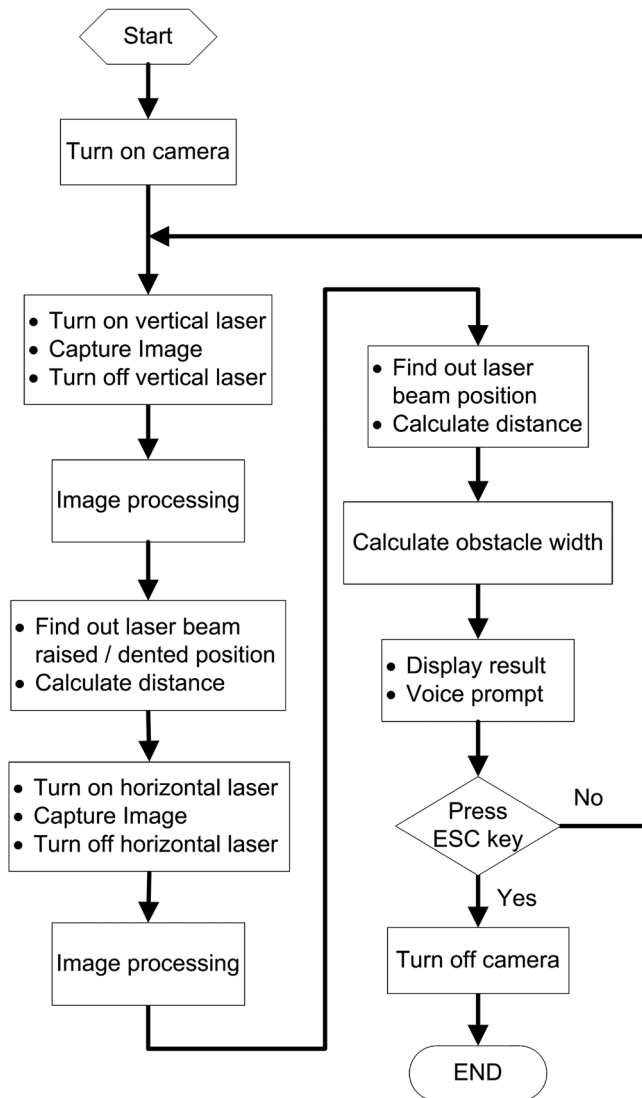 Start
Turn on camera
• Turn on vertical laser
• Capture Image
• Turn off vertical laser
Image processing
• Find out laser beam
raised / dented position
• Calculate distance
• Turn on horizontal laser
• Capture Image
• Turn off horizontal laser
Image processing
• Find out laser
beam position
• Calculate distance
Calculate obstacle width
• Display result
• Voice prompt
Press
ESC key
No
Yes
Turn off camera
END